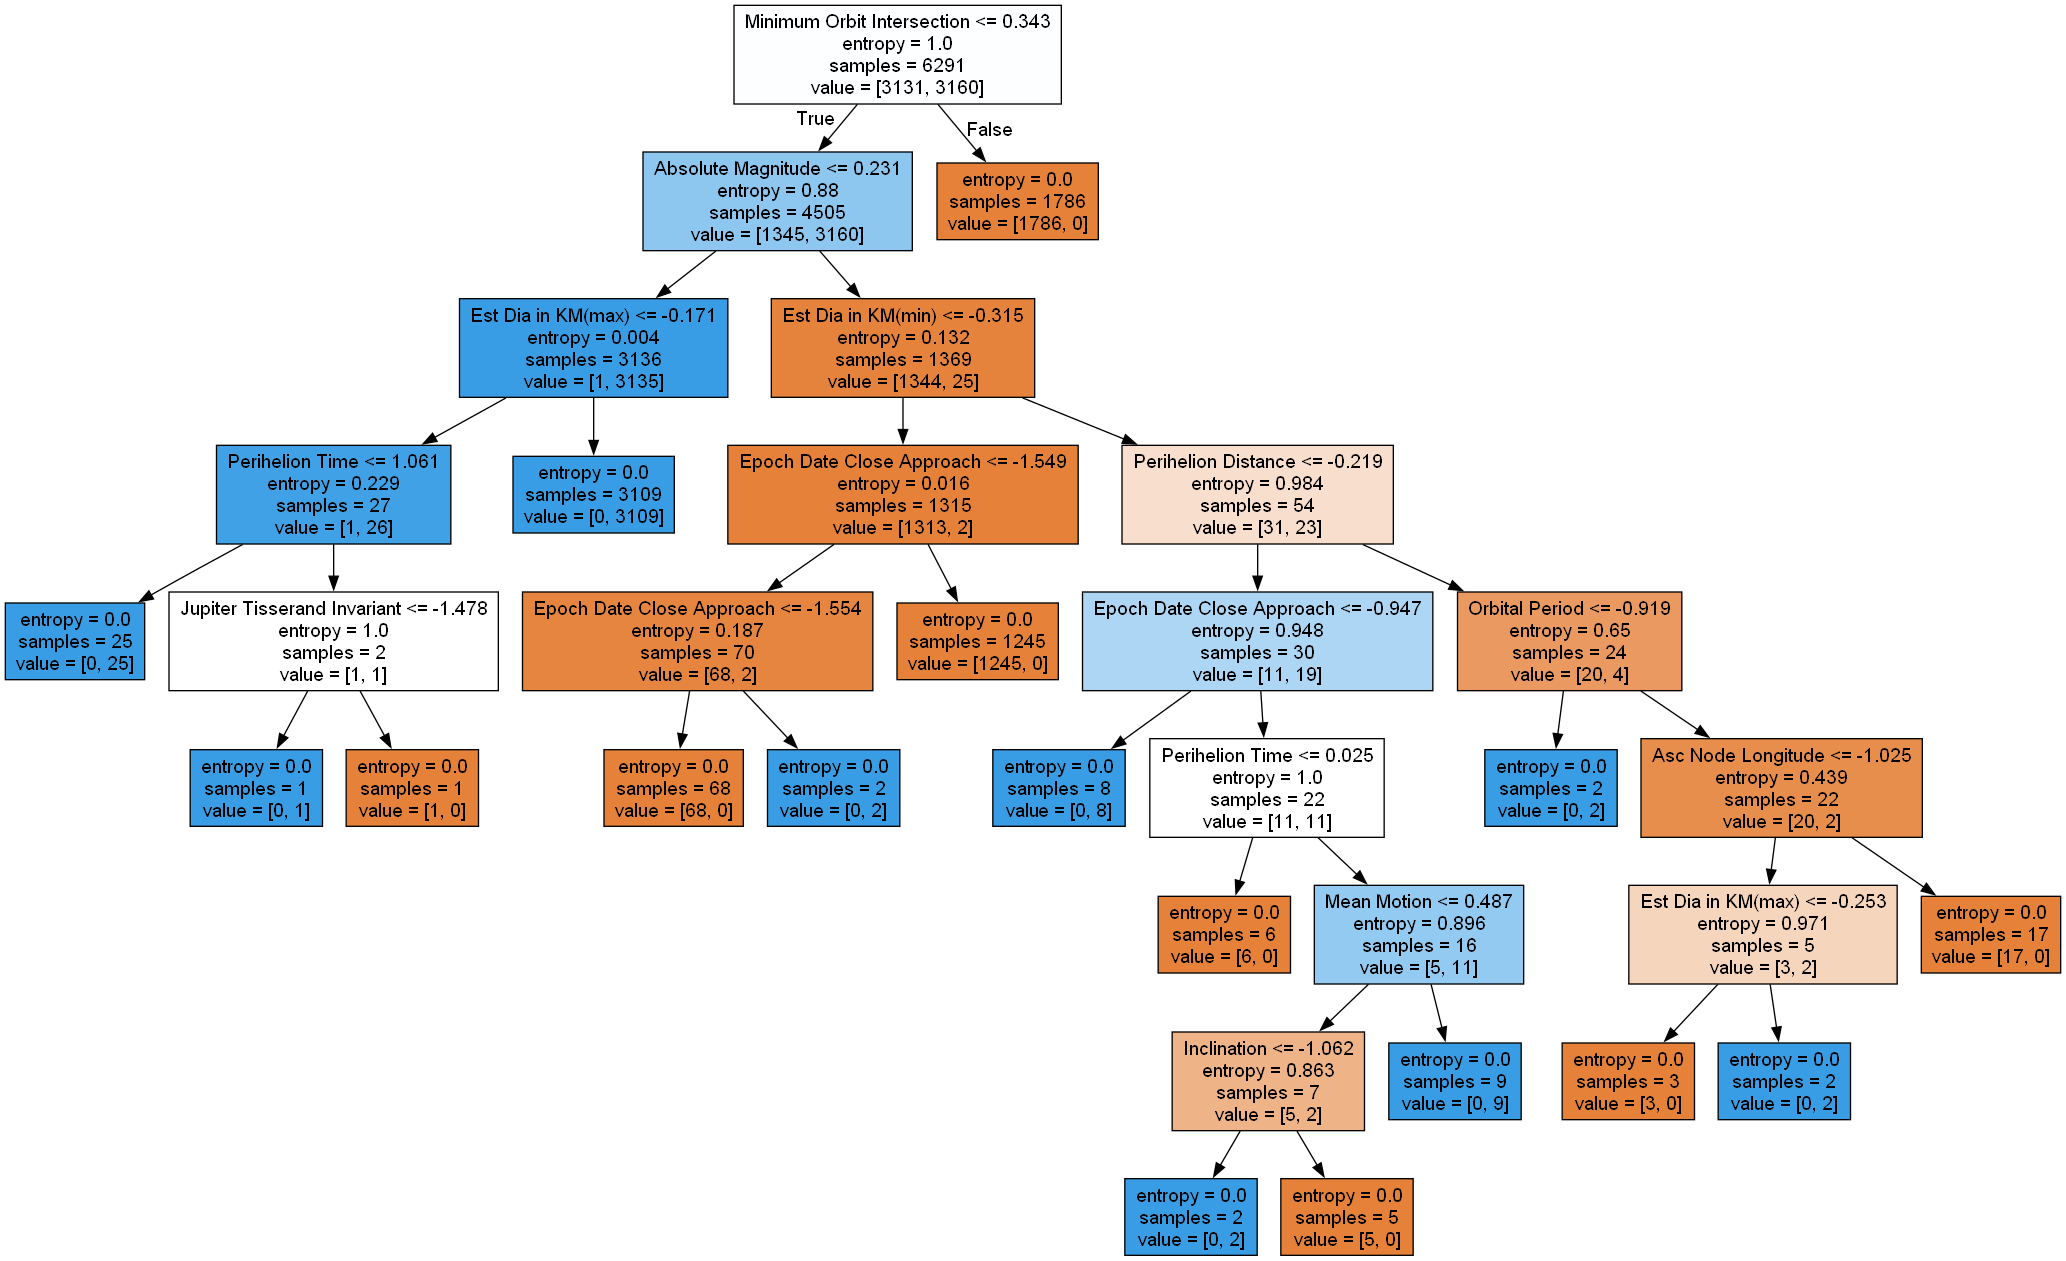 Minimum Orbit Intersection <= 0.343
entropy = 1.0
samples = 6291
value = [3131, 3160]
True
False
Absolute Magnitude <= 0.231
entropy = 0.88
samples = 4505
value = [1345, 3160]
entropy = 0.0
samples = 1786
value = [1786, 0]
Est Dia in KM(max) <= -0.171
entropy = 0.004
samples = 3136
value = [1, 3135]
Est Dia in KM(min) <= -0.315
entropy = 0.132
samples = 1369
value = [1344, 25]
Perihelion Time <= 1.061
entropy = 0.229
samples = 27
value = [1, 26]
entropy = 0.0
samples = 3109
value = [0, 3109]
Epoch Date Close Approach <= -1.549
entropy = 0.016
samples = 1315
value = [1313, 2]
Perihelion Distance <= -0.219
entropy = 0.984
samples = 54
value = [31, 23]
entropy = 0.0
samples = 25
value = [0, 25]
Jupiter Tisserand Invariant <= -1.478
entropy = 1.0
samples = 2
value = [1, 1]
Epoch Date Close Approach <= -1.554
entropy = 0.187
samples = 70
value = [68, 2]
entropy = 0.0
samples = 1245
value = [1245, 0]
Epoch Date Close Approach <= -0.947
entropy = 0.948
samples = 30
value = [11, 19]
Orbital Period <= -0.919
entropy = 0.65
samples = 24
value = [20, 4]
entropy = 0.0
samples = 1
value = [0, 1]
entropy = 0.0
samples = 1
value = [1, 0]
entropy = 0.0
samples = 68
value = [68, 0]
entropy = 0.0
samples = 2
value = [0, 2]
entropy = 0.0
samples = 8
value = [0, 8]
Perihelion Time <= 0.025
entropy = 1.0
samples = 22
value = [11, 11]
entropy = 0.0
samples = 2
value = [0, 2]
Asc Node Longitude <= -1.025
entropy = 0.439
samples = 22
value = [20, 2]
entropy = 0.0
samples = 6
value = [6, 0]
Mean Motion <= 0.487
entropy = 0.896
samples = 16
value = [5, 11]
Est Dia in KM(max) <= -0.253
entropy = 0.971
samples = 5
value = [3, 2]
entropy = 0.0
samples = 17
value = [17, 0]
Inclination <= -1.062
entropy = 0.863
samples = 7
value = [5, 2]
entropy = 0.0
samples = 9
value = [0, 9]
entropy = 0.0
samples = 3
value = [3, 0]
entropy = 0.0
samples = 2
value = [0, 2]
entropy = 0.0
samples = 2
value = [0, 2]
entropy = 0.0
samples = 5
value = [5, 0]